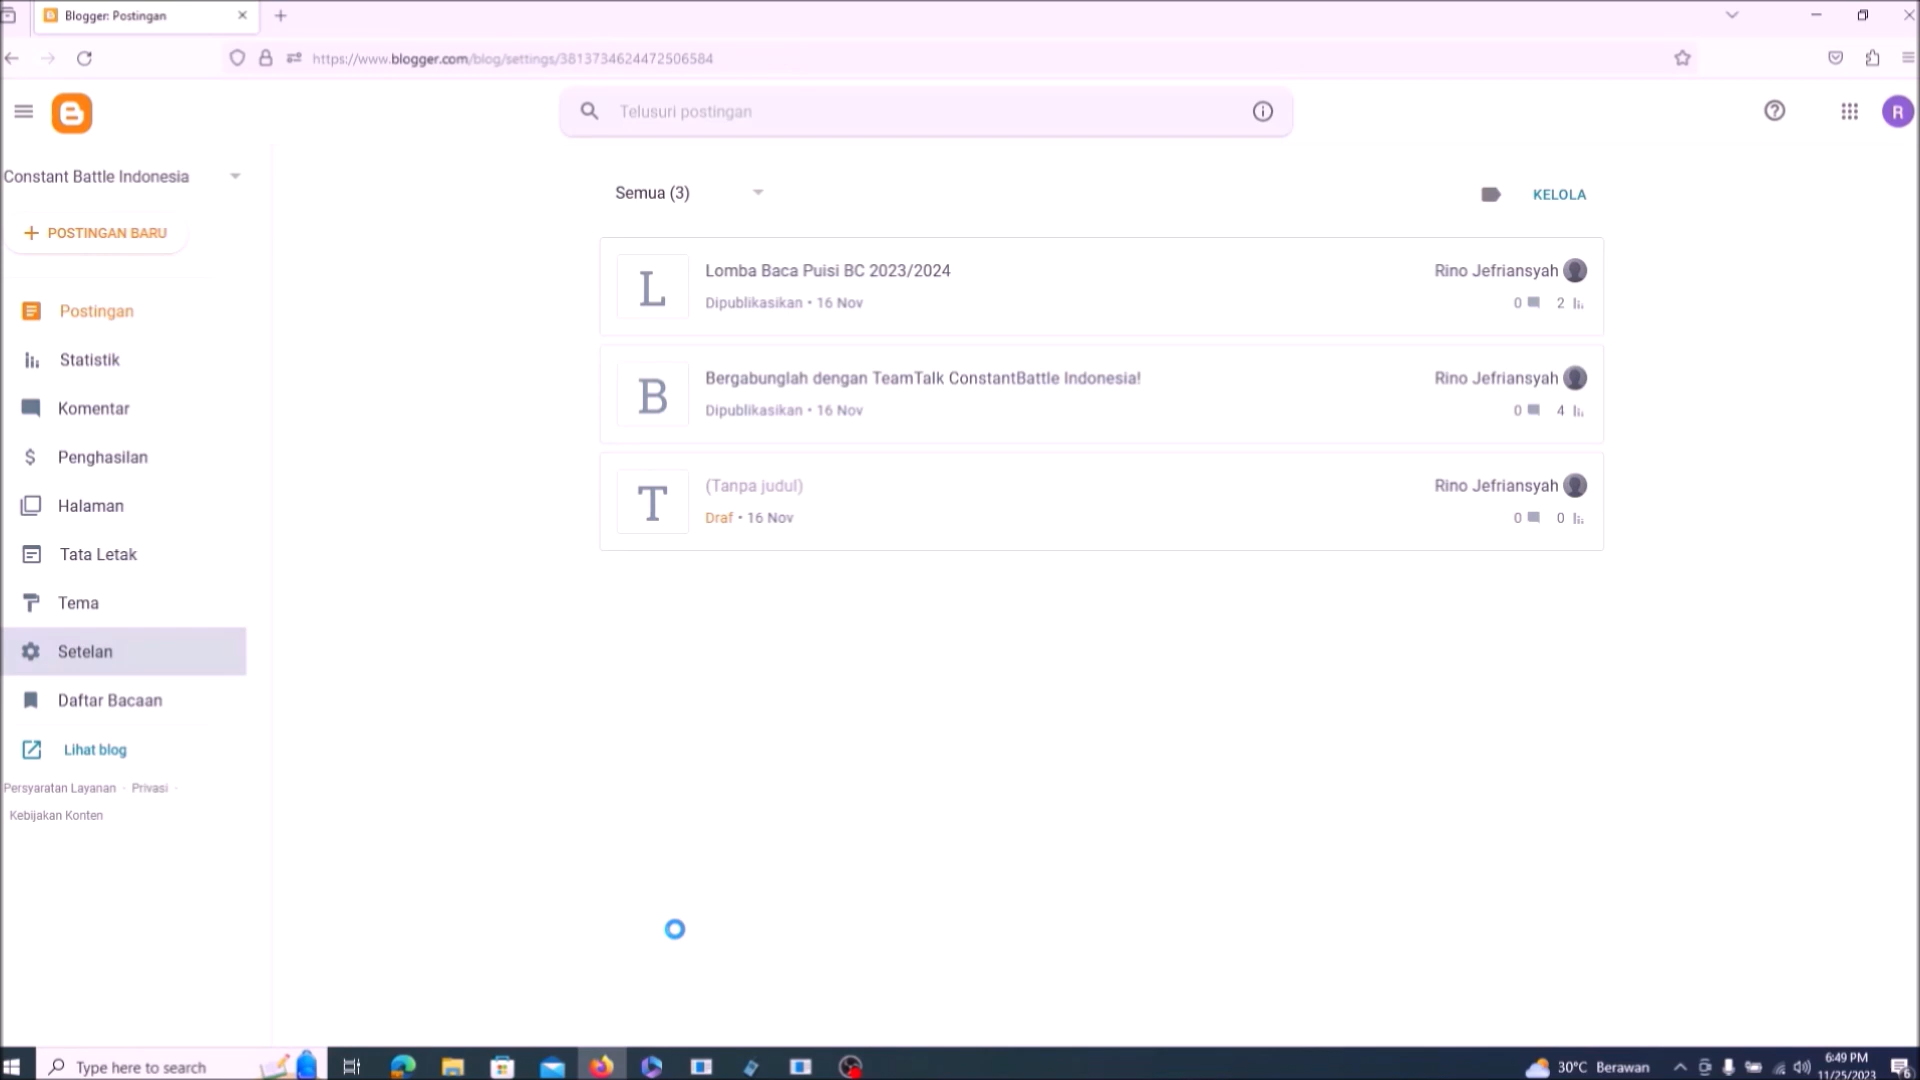 Blogger: Postingan
https://www.blogger.com/blog/settings/3813734624472506584
Telusuri postingan
R
Constant Battle Indonesia
POSTINGAN BARU
Postingan
Statistik
Komentar
Penghasilan
Halaman
Tata Letak
Tema
Setelan
Daftar Bacaan
Lihat blog
Persyaratan Layanan · Privasi ·
Kebijakan Konten
Semua (3)
KELOLA
L
Lomba Baca Puisi BC 2023/2024
Rino Jefriansyah
Dipublikasikan • 16 Nov
0 2
B
Bergabunglah dengan TeamTalk ConstantBattle Indonesia!
Rino Jefriansyah
Dipublikasikan • 16 Nov
0 4
T
(Tanpa judul)
Rino Jefriansyah
Draf • 16 Nov
0 0
Type here to search
30°C Berawan
6:49 PM
11/25/2023
6